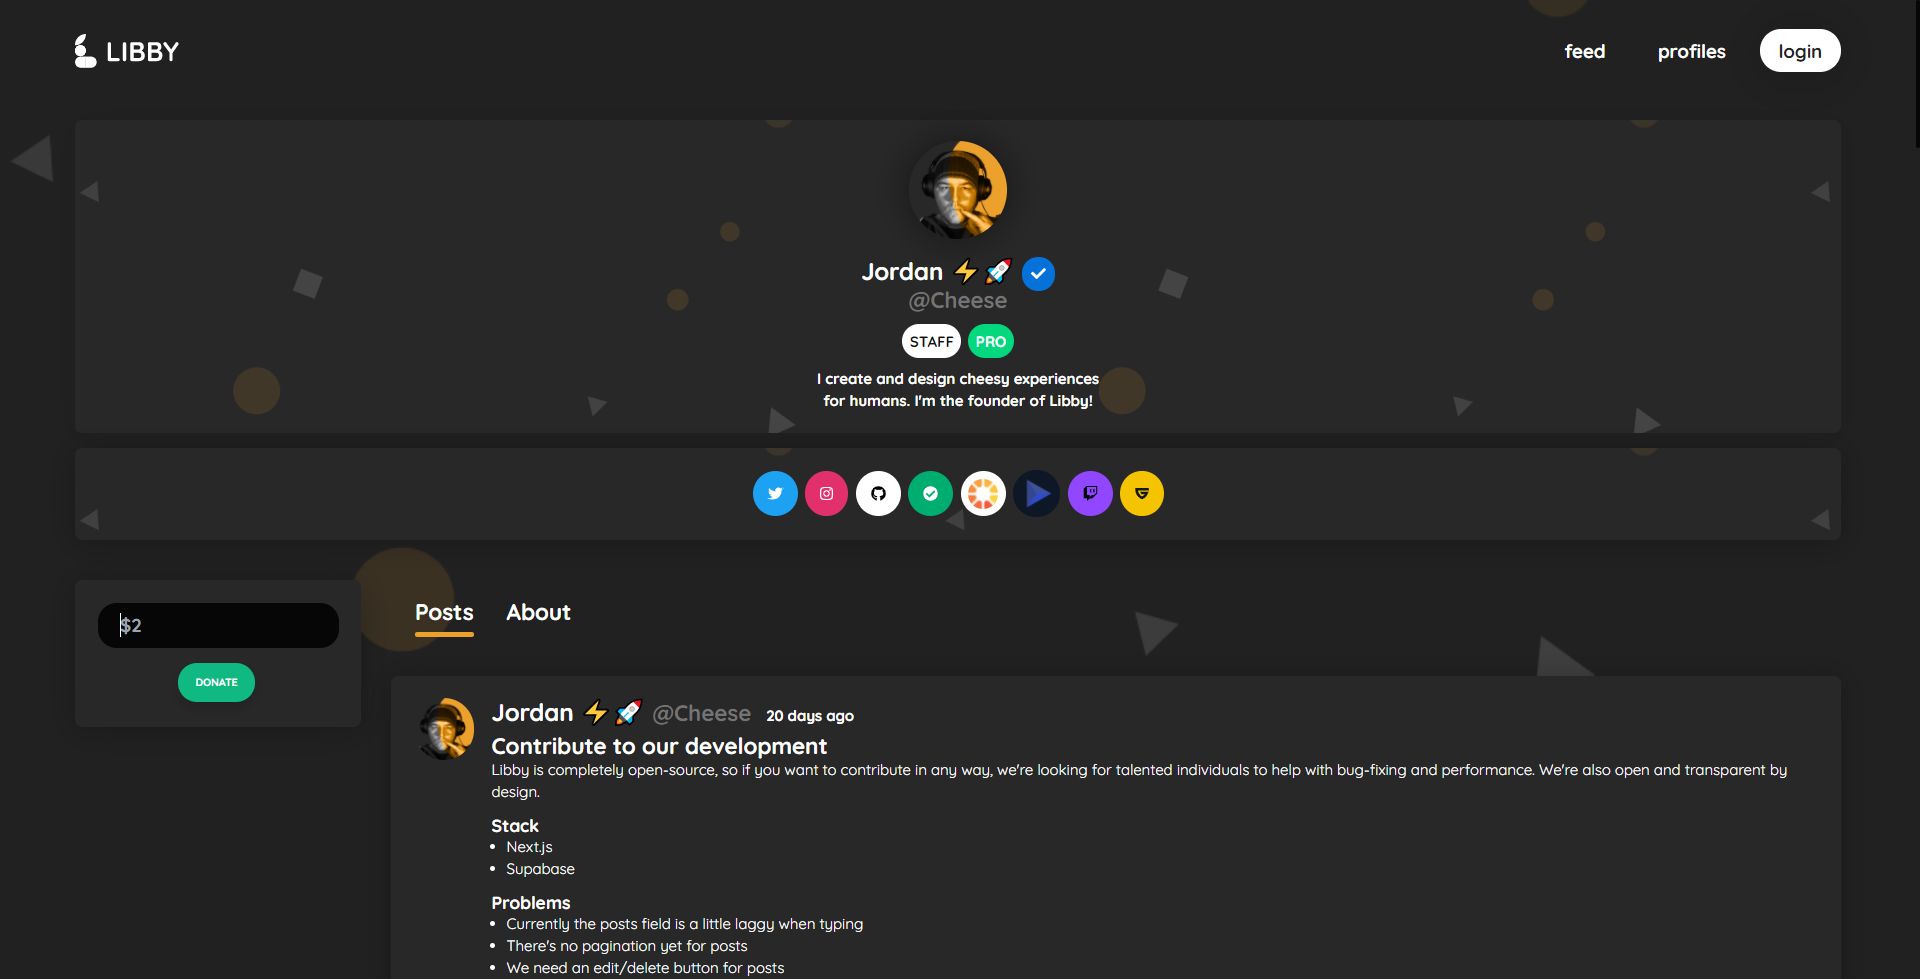 LIBBY
feed
profiles
login
Jordan ⚡🚀
@Cheese
STAFF
PRO
I create and design cheesy experiences
for humans. I'm the founder of Libby!
$2
DONATE
Posts
About
Jordan ⚡🚀 @Cheese 20 days ago
Contribute to our development
Libby is completely open-source, so if you want to contribute in any way, we're looking for talented individuals to help with bug-fixing and performance. We're also open and transparent by
design.
Stack
• Next.js
• Supabase
Problems
• Currently the posts field is a little laggy when typing
• There's no pagination yet for posts
• We need an edit/delete button for posts